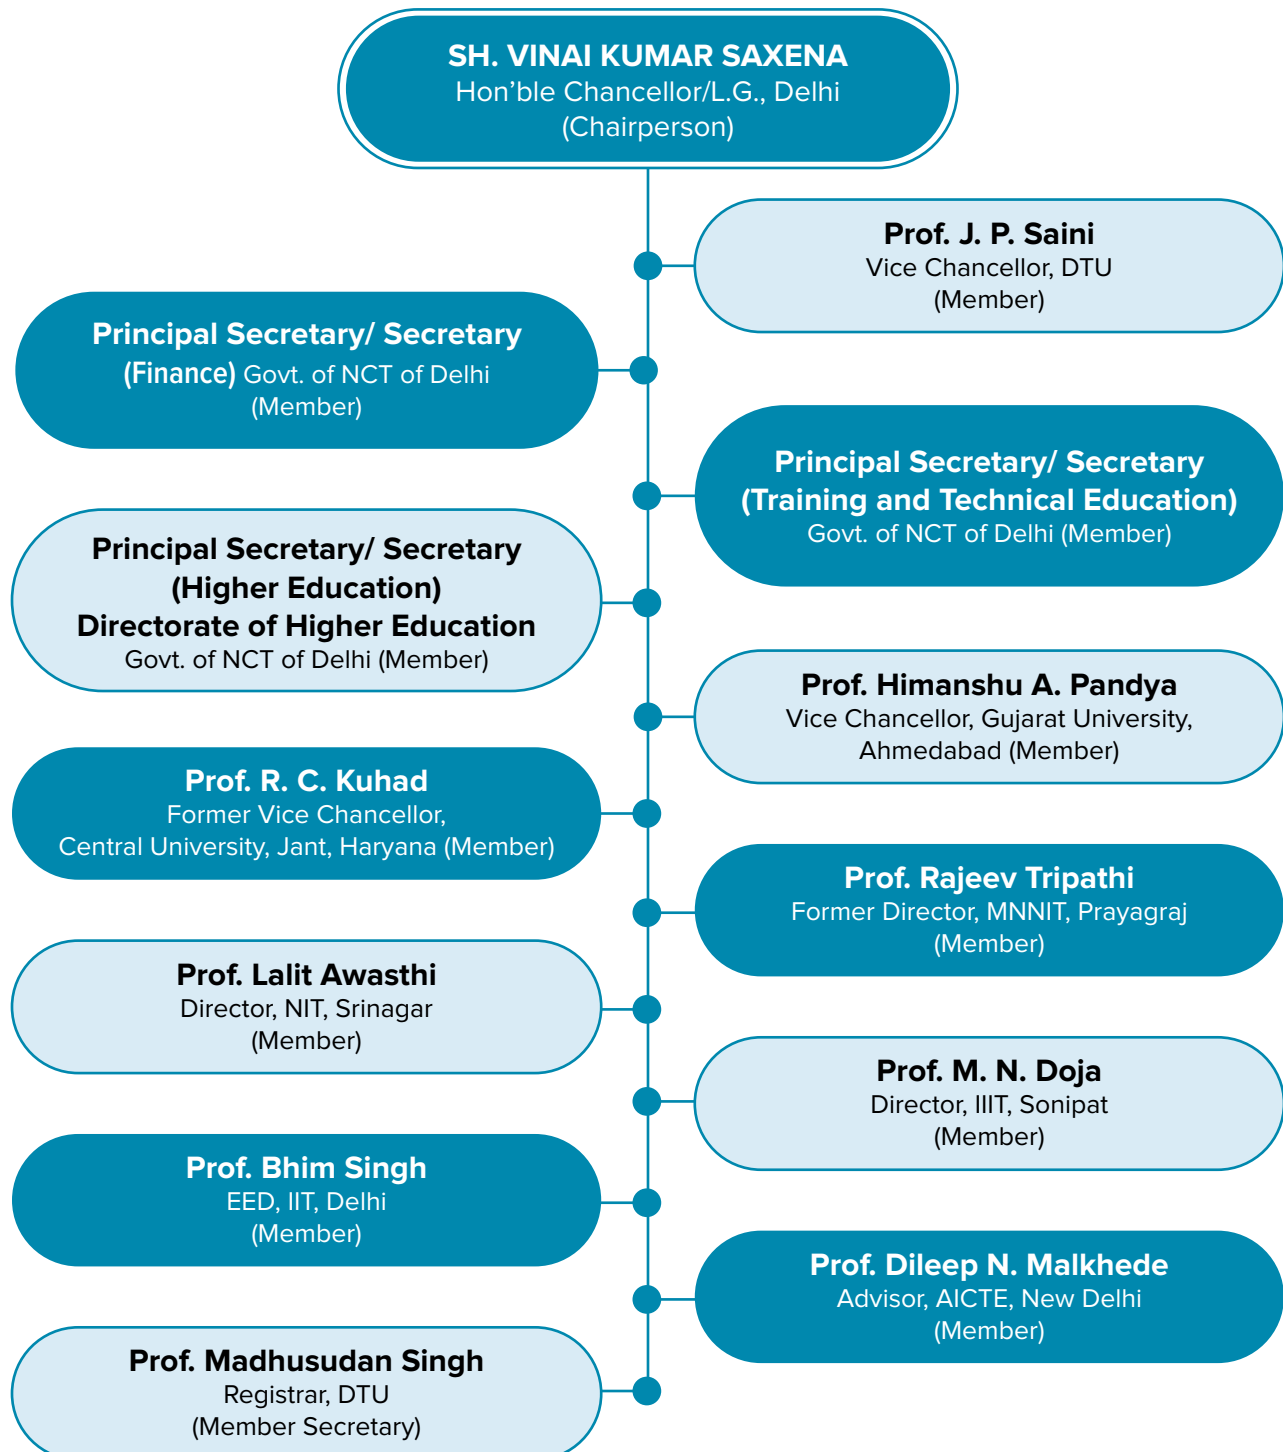 SH. VINAI KUMAR SAXENA
Hon’ble Chancellor/L.G., Delhi
(Chairperson)
Prof. J. P. Saini
Vice Chancellor, DTU
(Member)
Principal Secretary/ Secretary
(Finance) Govt. of NCT of Delhi
(Member)
Principal Secretary/ Secretary
(Training and Technical Education)
Govt. of NCT of Delhi (Member)
Principal Secretary/ Secretary
(Higher Education)
Directorate of Higher Education
Govt. of NCT of Delhi (Member)
Prof. Himanshu A. Pandya
Vice Chancellor, Gujarat University,
Ahmedabad (Member)
Prof. R. C. Kuhad
Former Vice Chancellor,
Central University, Jant, Haryana (Member)
Prof. Rajeev Tripathi
Former Director, MNNIT, Prayagraj
(Member)
Prof. Lalit Awasthi
Director, NIT, Srinagar
(Member)
Prof. M. N. Doja
Director, IIIT, Sonipat
(Member)
Prof. Bhim Singh
EED, IIT, Delhi
(Member)
Prof. Dileep N. Malkhede
Advisor, AICTE, New Delhi
(Member)
Prof. Madhusudan Singh
Registrar, DTU
(Member Secretary)